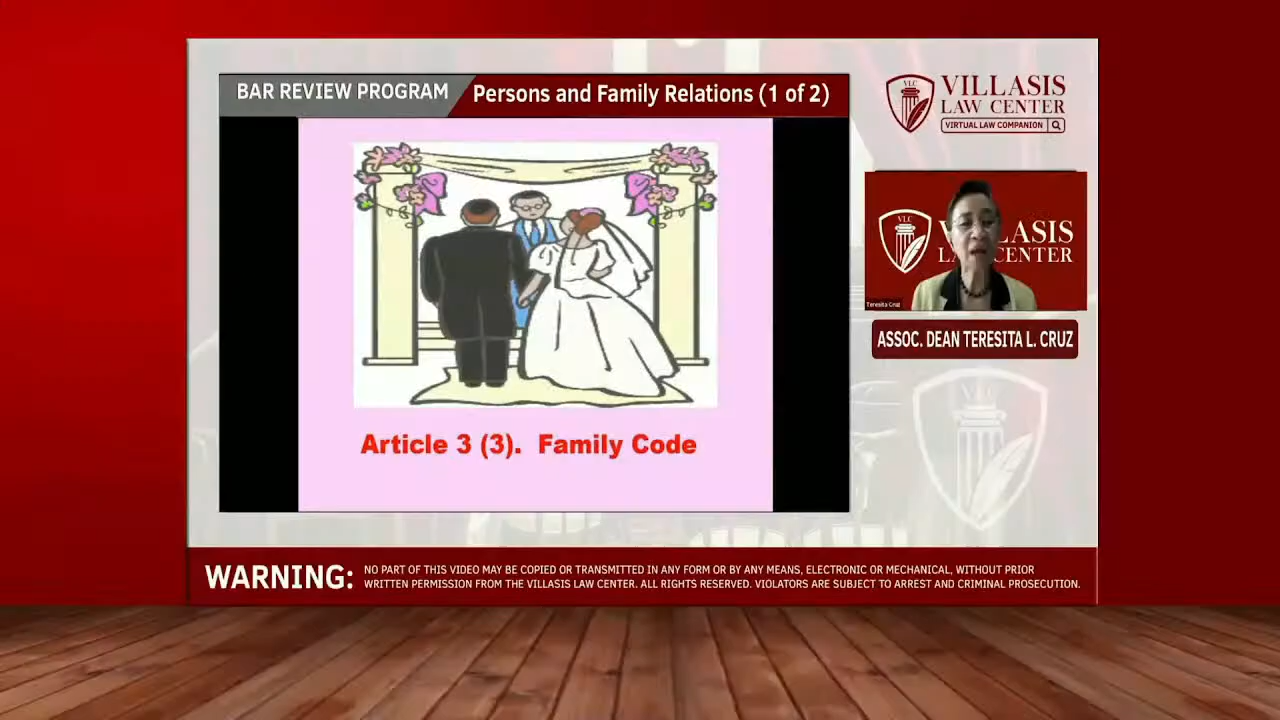 BAR REVIEW PROGRAM
Persons and Family Relations (1 of 2)
VLC
VILLASIS
LAW CENTER
VIRTUAL LAW COMPANION
Article 3 (3). Family Code
VLC
Teresita Cruz
ASSOC. DEAN TERESITA L. CRUZ
WARNING:
NO PART OF THIS VIDEO MAY BE COPIED OR TRANSMITTED IN ANY FORM OR BY ANY MEANS, ELECTRONIC OR MECHANICAL, WITHOUT PRIOR
WRITTEN PERMISSION FROM THE VILLASIS LAW CENTER. ALL RIGHTS RESERVED. VIOLATORS ARE SUBJECT TO ARREST AND CRIMINAL PROSECUTION.